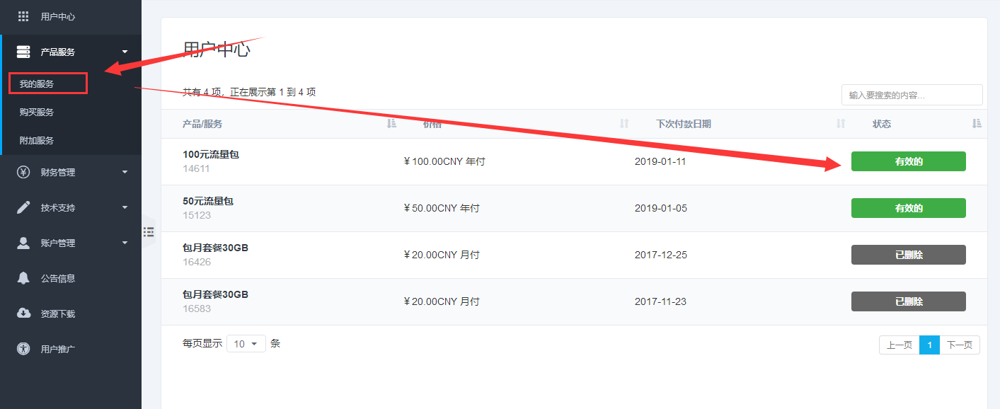 用户中心
产品服务
我的服务
购买服务
附加服务
财务管理
技术支持
账户管理
公告信息
资源下载
用户推广
用户中心
共有 4 项，正在展示第 1 到 4 项
输入要搜索的内容...
产品/服务 价格 下次付款日期 状态
100元流量包
14611
¥100.00CNY 年付 2019-01-11 有效的
50元流量包
15123
¥50.00CNY 年付 2019-01-05 有效的
包月套餐30GB
16426
¥20.00CNY 月付 2017-12-25 已删除
包月套餐30GB
16583
¥20.00CNY 月付 2017-11-23 已删除
每页显示 10 条
上一页 1 下一页